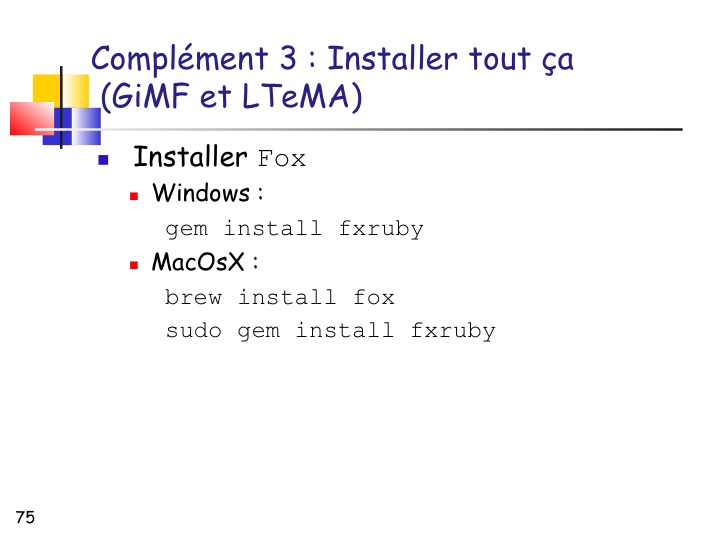 Complément 3 : Installer tout ça
(GiMF et LTeMA)
Installer Fox
Windows :
gem install fxruby
MacOsX :
brew install fox
sudo gem install fxruby
75